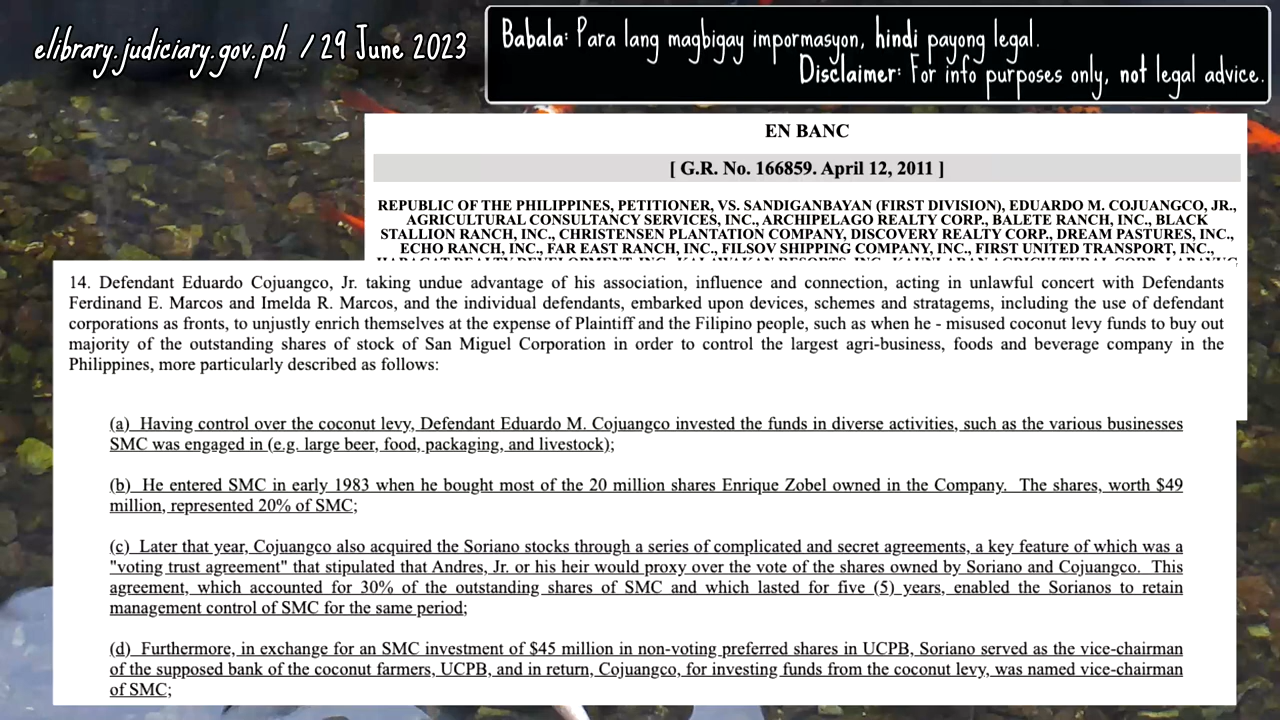 elibrary.judiciary.gov.ph / 29 June 2023
Babala: Para lang magbigay impormasyon, hindi payong legal.
Disclaimer: For info purposes only, not legal advice.
EN BANC
[ G.R. No. 166859. April 12, 2011 ]
REPUBLIC OF THE PHILIPPINES, PETITIONER, VS. SANDIGANBAYAN (FIRST DIVISION), EDUARDO M. COJUANGCO, JR.,
AGRICULTURAL CONSULTANCY SERVICES, INC., ARCHIPELAGO REALTY CORP., BALETE RANCH, INC., BLACK
STALLION RANCH, INC., CHRISTENSEN PLANTATION COMPANY, DISCOVERY REALTY CORP., DREAM PASTURES, INC.,
ECHO RANCH, INC., FAR EAST RANCH, INC., FILSOV SHIPPING COMPANY, INC., FIRST UNITED TRANSPORT, INC.,
14. Defendant Eduardo Cojuangco, Jr. taking undue advantage of his association, influence and connection, acting in unlawful concert with Defendants
Ferdinand E. Marcos and Imelda R. Marcos, and the individual defendants, embarked upon devices, schemes and stratagems, including the use of defendant
corporations as fronts, to unjustly enrich themselves at the expense of Plaintiff and the Filipino people, such as when he - misused coconut levy funds to buy out
majority of the outstanding shares of stock of San Miguel Corporation in order to control the largest agri-business, foods and beverage company in the
Philippines, more particularly described as follows:
(a) Having control over the coconut levy, Defendant Eduardo M. Cojuangco invested the funds in diverse activities, such as the various businesses
SMC was engaged in (e.g. large beer, food, packaging, and livestock);
(b) He entered SMC in early 1983 when he bought most of the 20 million shares Enrique Zobel owned in the Company. The shares, worth $49
million, represented 20% of SMC;
(c) Later that year, Cojuangco also acquired the Soriano stocks through a series of complicated and secret agreements, a key feature of which was a
"voting trust agreement" that stipulated that Andres, Jr. or his heir would proxy over the vote of the shares owned by Soriano and Cojuangco. This
agreement, which accounted for 30% of the outstanding shares of SMC and which lasted for five (5) years, enabled the Sorianos to retain
management control of SMC for the same period;
(d) Furthermore, in exchange for an SMC investment of $45 million in non-voting preferred shares in UCPB, Soriano served as the vice-chairman
of the supposed bank of the coconut farmers, UCPB, and in return, Cojuangco, for investing funds from the coconut levy, was named vice-chairman
of SMC;